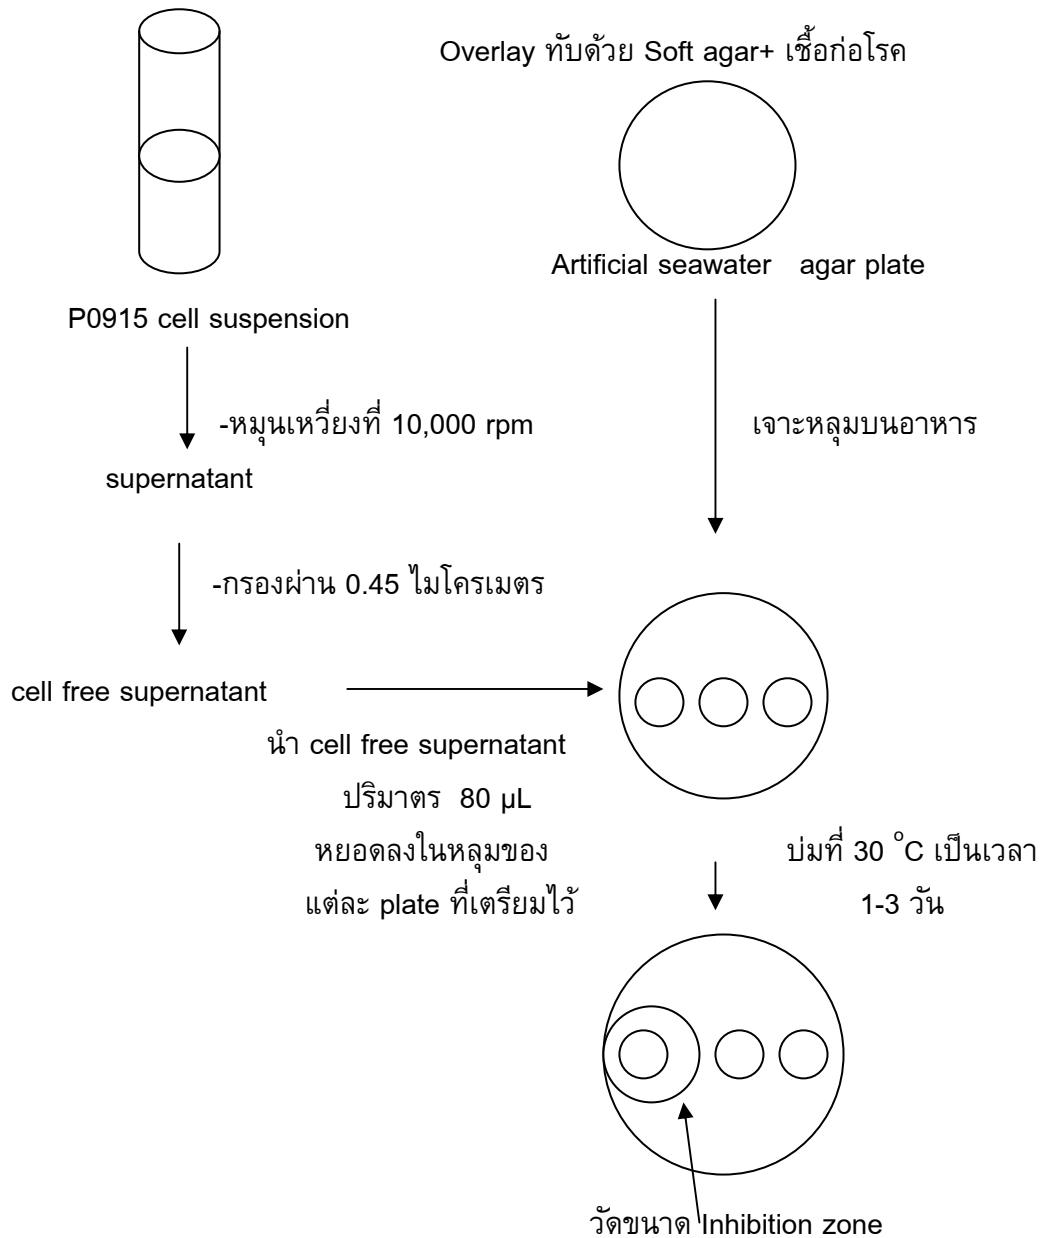 Overlay ทับด้วย Soft agar+ เชื้อก่อโรค
Artificial seawater agar plate
P0915 cell suspension
-หมุนเหวี่ยงที่ 10,000 rpm
เจาะหลุมบนอาหาร
supernatant
-กรองผ่าน 0.45 ไมโครเมตร
cell free supernatant
นำ cell free supernatant
ปริมาตร 80 µL
หยอดลงในหลุมของ
แต่ละ plate ที่เตรียมไว้
บ่มที่ 30 °C เป็นเวลา
1-3 วัน
วัดขนาด Inhibition zone